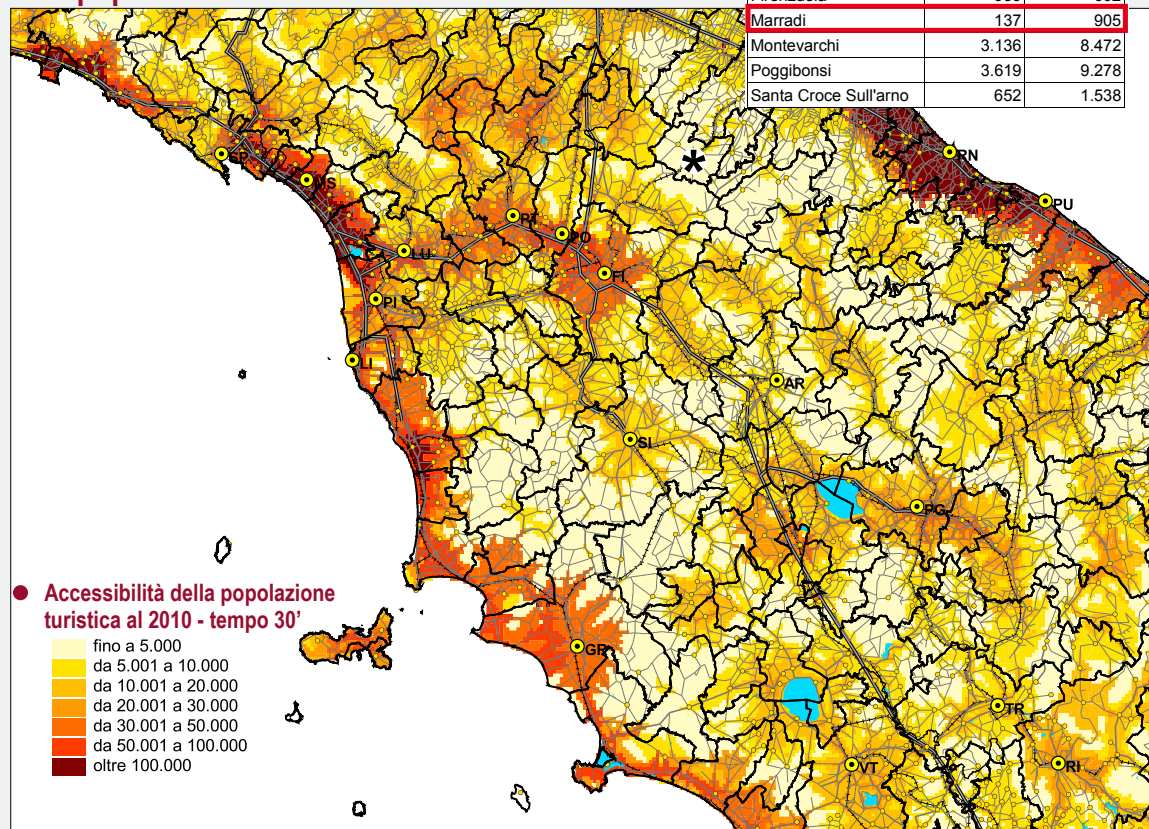 Marradi 137 905
Montevarchi 3.136 8.472
Poggibonsi 3.619 9.278
Santa Croce Sull'arno 652 1.538
RN
SP
MS
PU
PT
PO
LU
FI
PI
LI
AR
SI
PG
● Accessibilità della popolazione
turistica al 2010 - tempo 30’
fino a 5.000
da 5.001 a 10.000
da 10.001 a 20.000
da 20.001 a 30.000
da 30.001 a 50.000
da 50.001 a 100.000
oltre 100.000
GR
TR
VT
RI
*